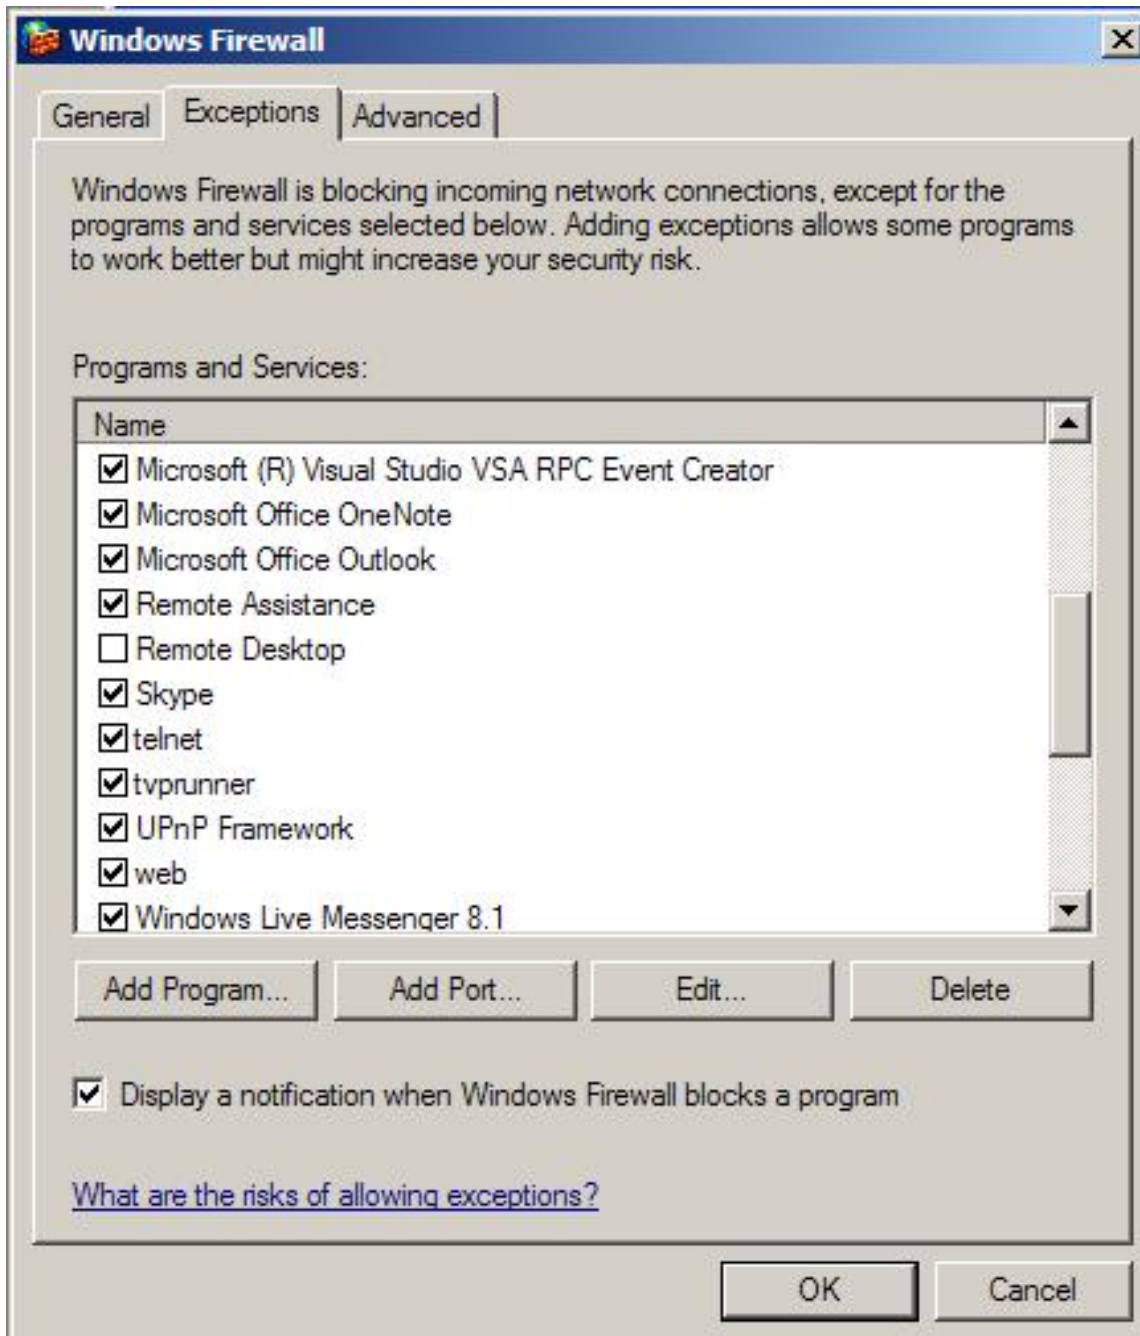 Windows Firewall
General Exceptions Advanced
Windows Firewall is blocking incoming network connections, except for the
programs and services selected below. Adding exceptions allows some programs
to work better but might increase your security risk.
Programs and Services:
Name
Microsoft (R) Visual Studio VSA RPC Event Creator
Microsoft Office OneNote
Microsoft Office Outlook
Remote Assistance
Remote Desktop
Skype
telnet
tvprunner
UPnP Framework
web
Windows Live Messenger 8.1
Add Program... Add Port... Edit... Delete
Display a notification when Windows Firewall blocks a program
What are the risks of allowing exceptions?
OK Cancel